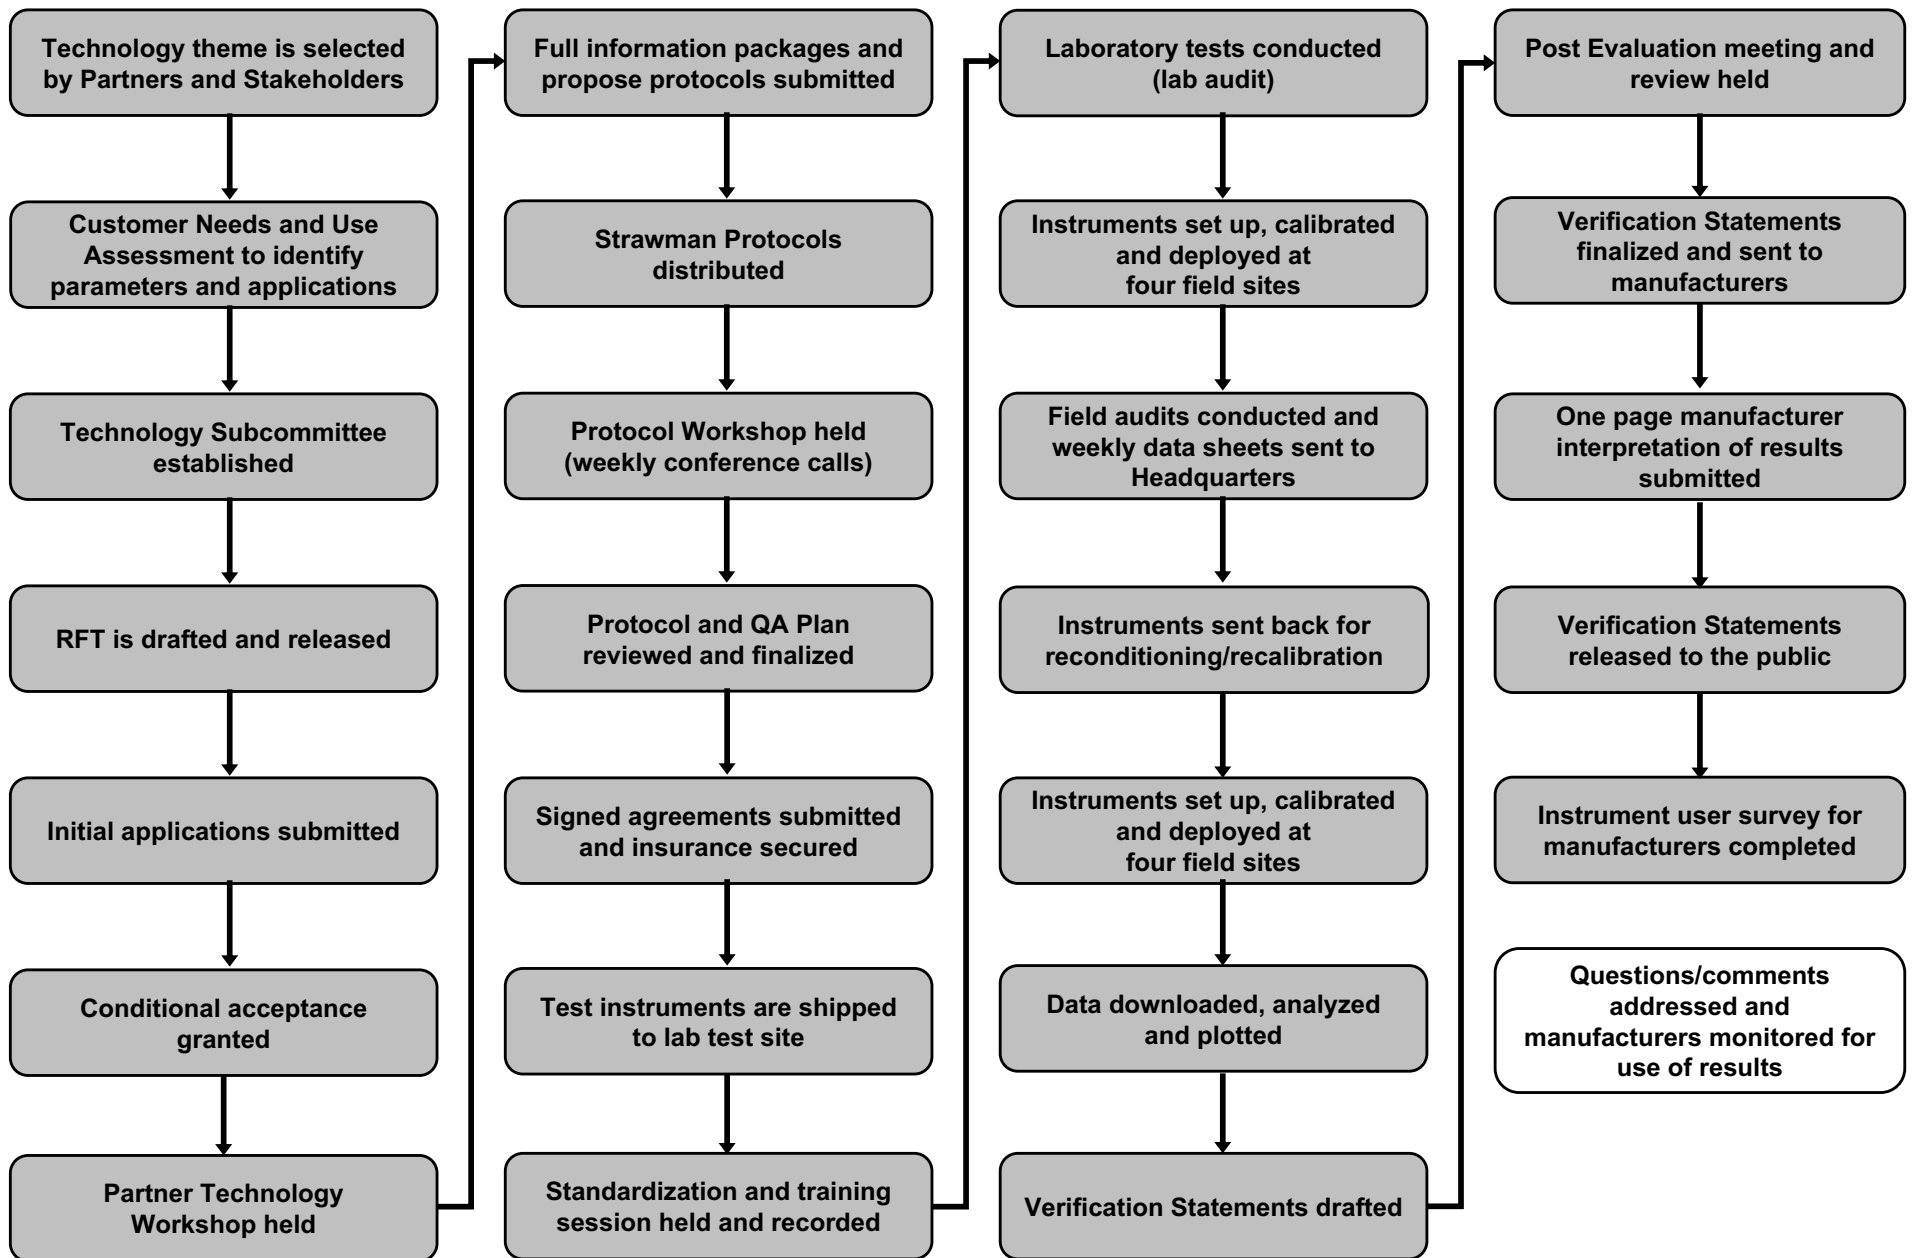 Technology theme is selected
by Partners and Stakeholders
Customer Needs and Use
Assessment to identify
parameters and applications
Technology Subcommittee
established
RFT is drafted and released
Initial applications submitted
Conditional acceptance
granted
Partner Technology
Workshop held
Full information packages and
propose protocols submitted
Strawman Protocols
distributed
Protocol Workshop held
(weekly conference calls)
Protocol and QA Plan
reviewed and finalized
Signed agreements submitted
and insurance secured
Test instruments are shipped
to lab test site
Standardization and training
session held and recorded
Laboratory tests conducted
(lab audit)
Instruments set up, calibrated
and deployed at
four field sites
Field audits conducted and
weekly data sheets sent to
Headquarters
Instruments sent back for
reconditioning/recalibration
Instruments set up, calibrated
and deployed at
four field sites
Data downloaded, analyzed
and plotted
Verification Statements drafted
Post Evaluation meeting and
review held
Verification Statements
finalized and sent to
manufacturers
One page manufacturer
interpretation of results
submitted
Verification Statements
released to the public
Instrument user survey for
manufacturers completed
Questions/comments
addressed and
manufacturers monitored for
use of results